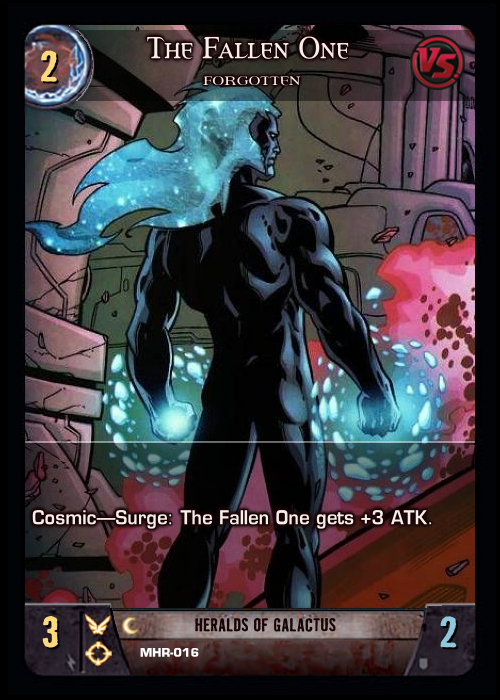 The Fallen One
2
VS
FORGOTTEN
Cosmic—Surge: The Fallen One gets +3 ATK.
3
HERALDS OF GALACTUS
2
MHR-016